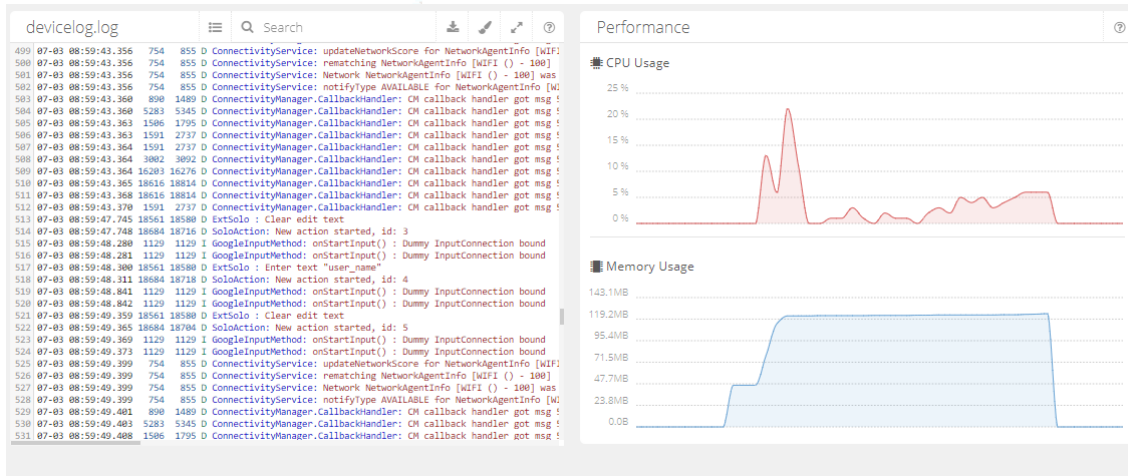 devicelog.log
Search
499 07-03 08:59:43.356 754 855 D ConnectivityService: updateNetworkScore for NetworkAgentInfo [WIFI
500 07-03 08:59:43.356 754 855 D ConnectivityService: rematching NetworkAgentInfo [WIFI () - 100]
501 07-03 08:59:43.356 754 855 D ConnectivityService: Network NetworkAgentInfo [WIFI () - 100] was
502 07-03 08:59:43.356 754 855 D ConnectivityService: notifyType AVAILABLE for NetworkAgentInfo [WI
503 07-03 08:59:43.360 890 1489 D ConnectivityManager.CallbackHandler: CM callback handler got msg 5
504 07-03 08:59:43.360 5283 5345 D ConnectivityManager.CallbackHandler: CM callback handler got msg 5
505 07-03 08:59:43.363 1506 1795 D ConnectivityManager.CallbackHandler: CM callback handler got msg 5
506 07-03 08:59:43.363 1591 2737 D ConnectivityManager.CallbackHandler: CM callback handler got msg 5
507 07-03 08:59:43.364 1591 2737 D ConnectivityManager.CallbackHandler: CM callback handler got msg 5
508 07-03 08:59:43.364 3002 3092 D ConnectivityManager.CallbackHandler: CM callback handler got msg 5
509 07-03 08:59:43.364 16203 16276 D ConnectivityManager.CallbackHandler: CM callback handler got msg 5
510 07-03 08:59:43.365 18616 18814 D ConnectivityManager.CallbackHandler: CM callback handler got msg 5
511 07-03 08:59:43.368 18616 18814 D ConnectivityManager.CallbackHandler: CM callback handler got msg 5
512 07-03 08:59:43.370 1591 2737 D ConnectivityManager.CallbackHandler: CM callback handler got msg 5
513 07-03 08:59:47.745 18561 18580 D ExtSolo : Clear edit text
514 07-03 08:59:47.748 18684 18716 D SoloAction: New action started, id: 3
515 07-03 08:59:48.280 1129 1129 I GoogleInputMethod: onStartInput() : Dummy InputConnection bound
516 07-03 08:59:48.281 1129 1129 I GoogleInputMethod: onStartInput() : Dummy InputConnection bound
517 07-03 08:59:48.300 18561 18580 D ExtSolo : Enter text "user_name"
518 07-03 08:59:48.311 18684 18718 D SoloAction: New action started, id: 4
519 07-03 08:59:48.841 1129 1129 I GoogleInputMethod: onStartInput() : Dummy InputConnection bound
520 07-03 08:59:48.842 1129 1129 I GoogleInputMethod: onStartInput() : Dummy InputConnection bound
521 07-03 08:59:49.359 18561 18580 D ExtSolo : Clear edit text
522 07-03 08:59:49.365 18684 18704 D SoloAction: New action started, id: 5
523 07-03 08:59:49.369 1129 1129 I GoogleInputMethod: onStartInput() : Dummy InputConnection bound
524 07-03 08:59:49.373 1129 1129 I GoogleInputMethod: onStartInput() : Dummy InputConnection bound
525 07-03 08:59:49.399 754 855 D ConnectivityService: updateNetworkScore for NetworkAgentInfo [WIFI
526 07-03 08:59:49.399 754 855 D ConnectivityService: rematching NetworkAgentInfo [WIFI () - 100]
527 07-03 08:59:49.399 754 855 D ConnectivityService: Network NetworkAgentInfo [WIFI () - 100] was
528 07-03 08:59:49.399 754 855 D ConnectivityService: notifyType AVAILABLE for NetworkAgentInfo [WI
529 07-03 08:59:49.401 890 1489 D ConnectivityManager.CallbackHandler: CM callback handler got msg 5
530 07-03 08:59:49.403 5283 5345 D ConnectivityManager.CallbackHandler: CM callback handler got msg 5
531 07-03 08:59:49.408 1506 1795 D ConnectivityManager.CallbackHandler: CM callback handler got msg 5
Performance
CPU Usage
25 %
20 %
15 %
10 %
5 %
0 %
Memory Usage
143.1MB
119.2MB
95.4MB
71.5MB
47.7MB
23.8MB
0.0B